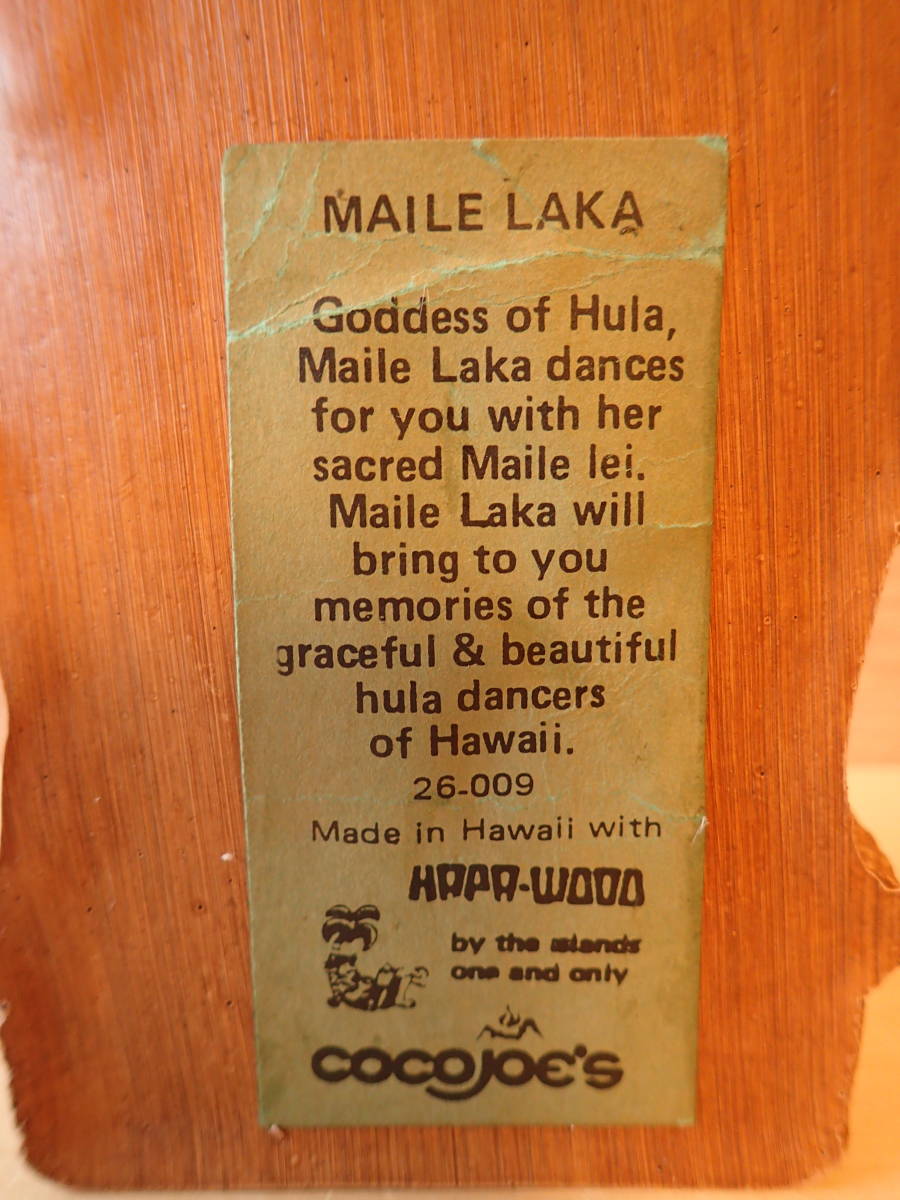 MAILE LAKA
Goddess of Hula,
Maile Laka dances
for you with her
sacred Maile lei.
Maile Laka will
bring to you
memories of the
graceful & beautiful
hula dancers
of Hawaii.
26-009
Made in Hawaii with
HAPA-WOOD
by the islands
one and only
COCO JOE'S